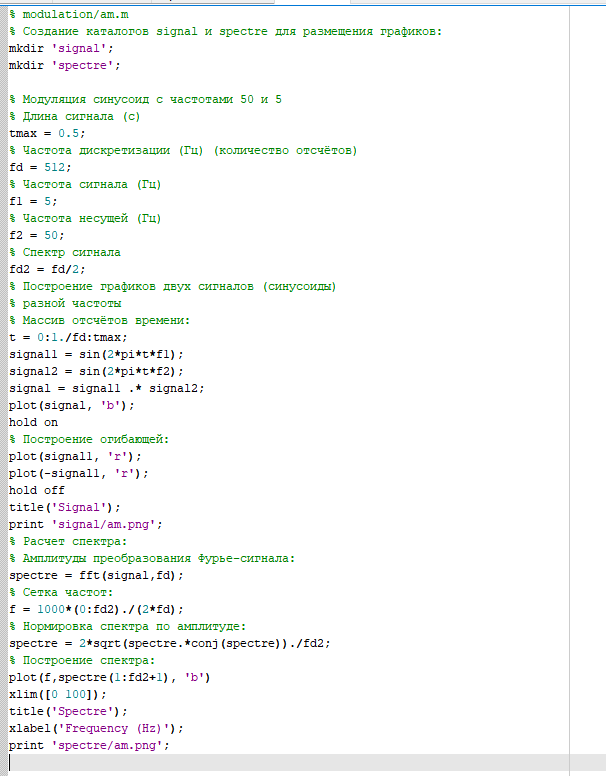 % modulation/am.m
% Создание каталогов signal и spectre для размещения графиков:
mkdir 'signal';
mkdir 'spectre';
% Модуляция синусоид с частотами 50 и 5
% Длина сигнала (с)
tmax = 0.5;
% Частота дискретизации (Гц) (количество отсчётов)
fd = 512;
% Частота сигнала (Гц)
f1 = 5;
% Частота несущей (Гц)
f2 = 50;
% Спектр сигнала
fd2 = fd/2;
% Построение графиков двух сигналов (синусоиды)
% разной частоты
% Массив отсчётов времени:
t = 0:1./fd:tmax;
signal1 = sin(2*pi*t*f1);
signal2 = sin(2*pi*t*f2);
signal = signal1 .* signal2;
plot(signal, 'b');
hold on
% Построение огибающей:
plot(signal1, 'r');
plot(-signal1, 'r');
hold off
title('Signal');
print 'signal/am.png';
% Расчет спектра:
% Амплитуды преобразования Фурье-сигнала:
spectre = fft(signal,fd);
% Сетка частот:
f = 1000*(0:fd2)./(2*fd);
% Нормировка спектра по амплитуде:
spectre = 2*sqrt(spectre.*conj(spectre))./fd2;
% Построение спектра:
plot(f,spectre(1:fd2+1), 'b')
xlim([0 100]);
title('Spectre');
xlabel('Frequency (Hz)');
print 'spectre/am.png';